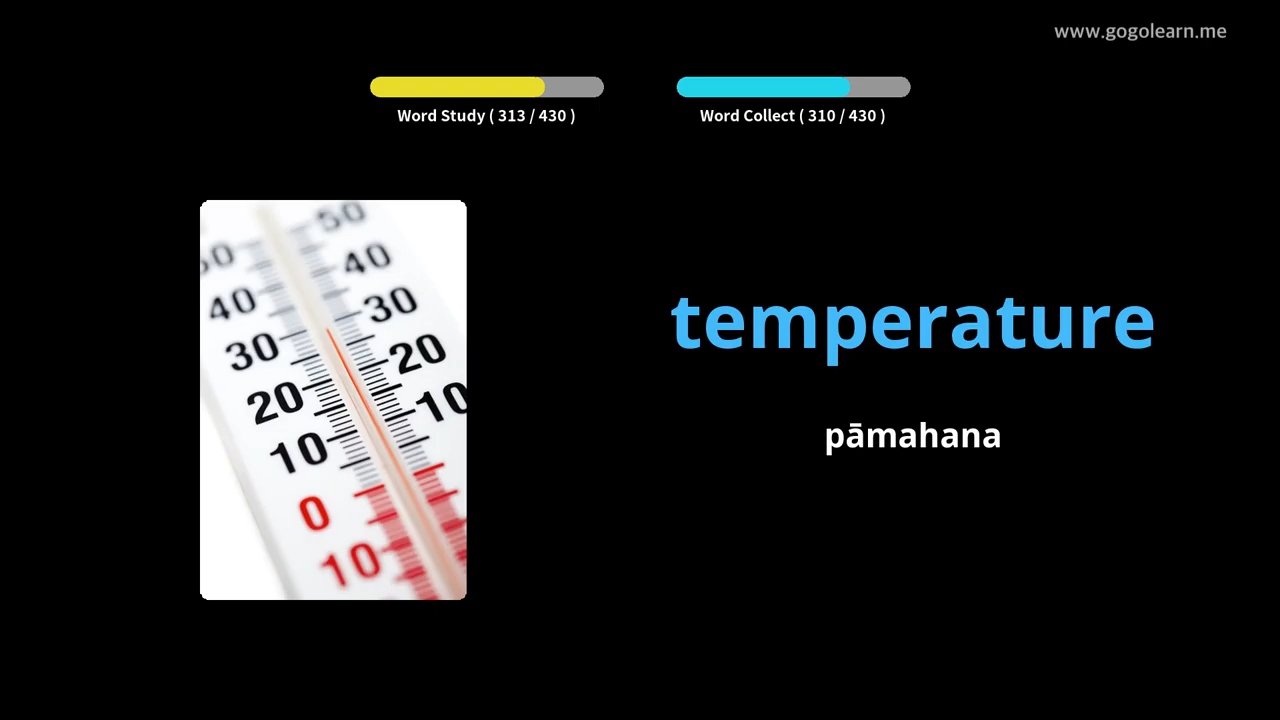 www.gogolearn.me
Word Study ( 313 / 430 )
Word Collect ( 310 / 430 )
50
40
40
30
30
20
20
10
10
0
10
temperature
pāmahana